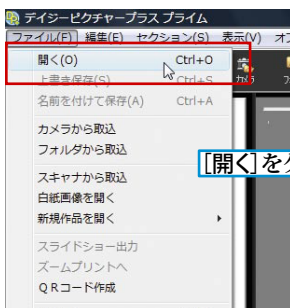 デイジーピクチャープラス プライム
ファイル(F) 編集(E) セクション(S) 表示(V)
開く(O) Ctrl+O
上書き保存(S) Ctrl+S
名前を付けて保存(A) Ctrl+A
カメラから取込
フォルダから取込
スキャナから取込
白紙画像を開く
新規作品を開く
スライドショー出力
ズームプリントへ
QRコード作成
カメラ
[開く]を